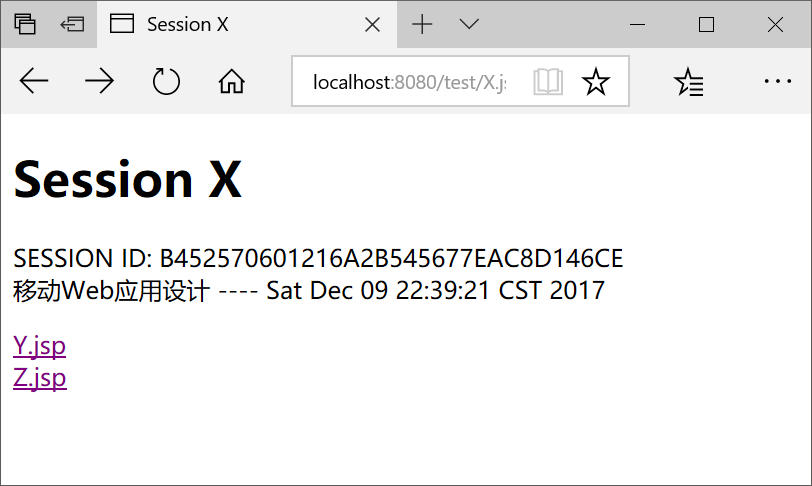 Session X
localhost:8080/test/X.js
Session X
SESSION ID: B452570601216A2B545677EAC8D146CE
移动Web应用设计 ---- Sat Dec 09 22:39:21 CST 2017
Y.jsp
Z.jsp